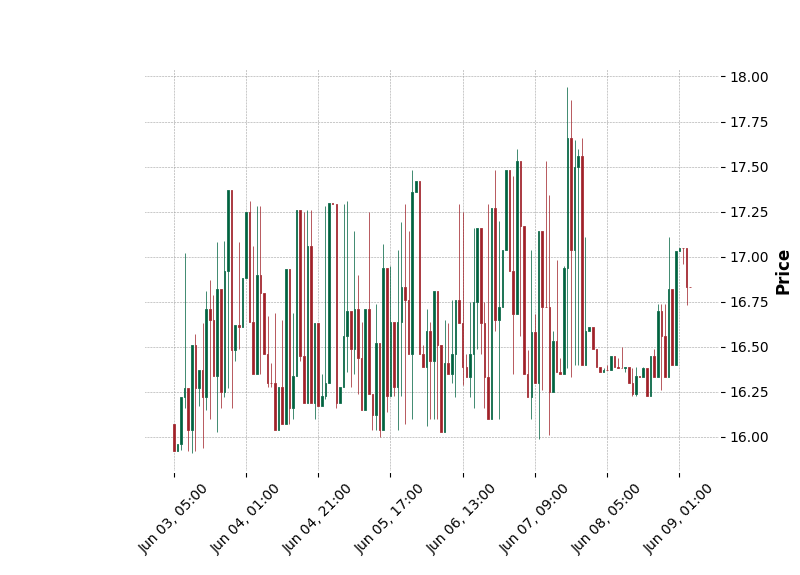 18.00
17.75
17.50
17.25
17.00
16.75
16.50
16.25
16.00
Price
Jun 03, 05:00
Jun 04, 01:00
Jun 04, 21:00
Jun 05, 17:00
Jun 06, 13:00
Jun 07, 09:00
Jun 08, 05:00
Jun 09, 01:00